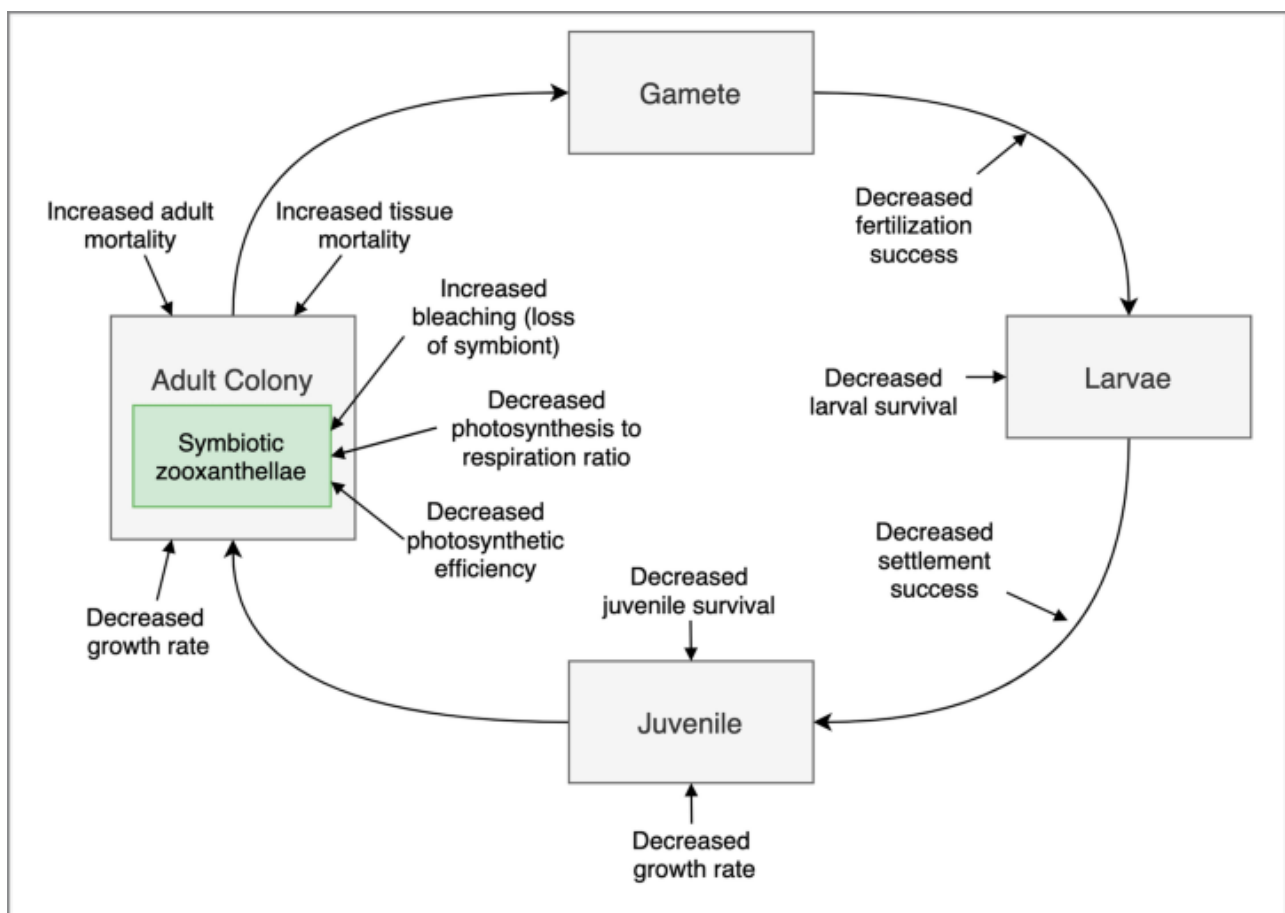 Gamete
Decreased
fertilization
success
Increased adult
mortality
Increased tissue
mortality
Increased
bleaching (loss
of symbiont)
Adult Colony
Symbiotic
zooxanthellae
Decreased
photosynthesis to
respiration ratio
Decreased
photosynthetic
efficiency
Decreased
growth rate
Decreased
larval survival
Larvae
Decreased
settlement
success
Decreased
juvenile survival
Juvenile
Decreased
growth rate